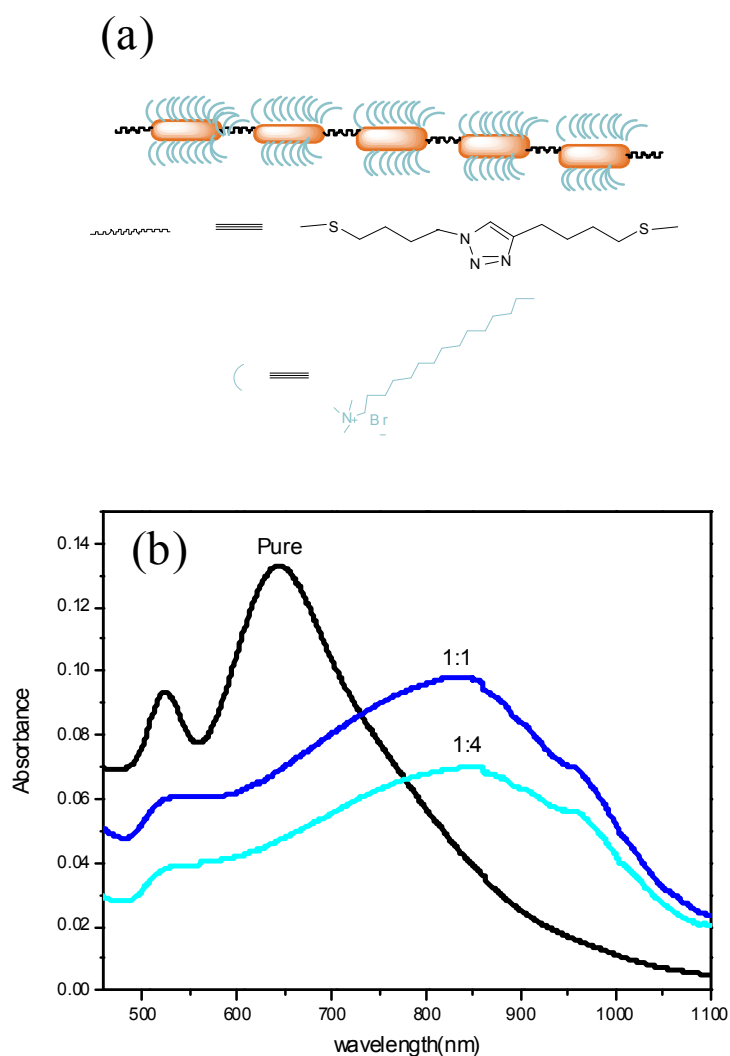 (a)
S
N
N
N
S
N
+
Br
−
(b)
Pure
1:1
1:4
Absorbance
0.14
0.12
0.10
0.08
0.06
0.04
0.02
0.00
500 600 700 800 900 1000 1100
wavelength(nm)